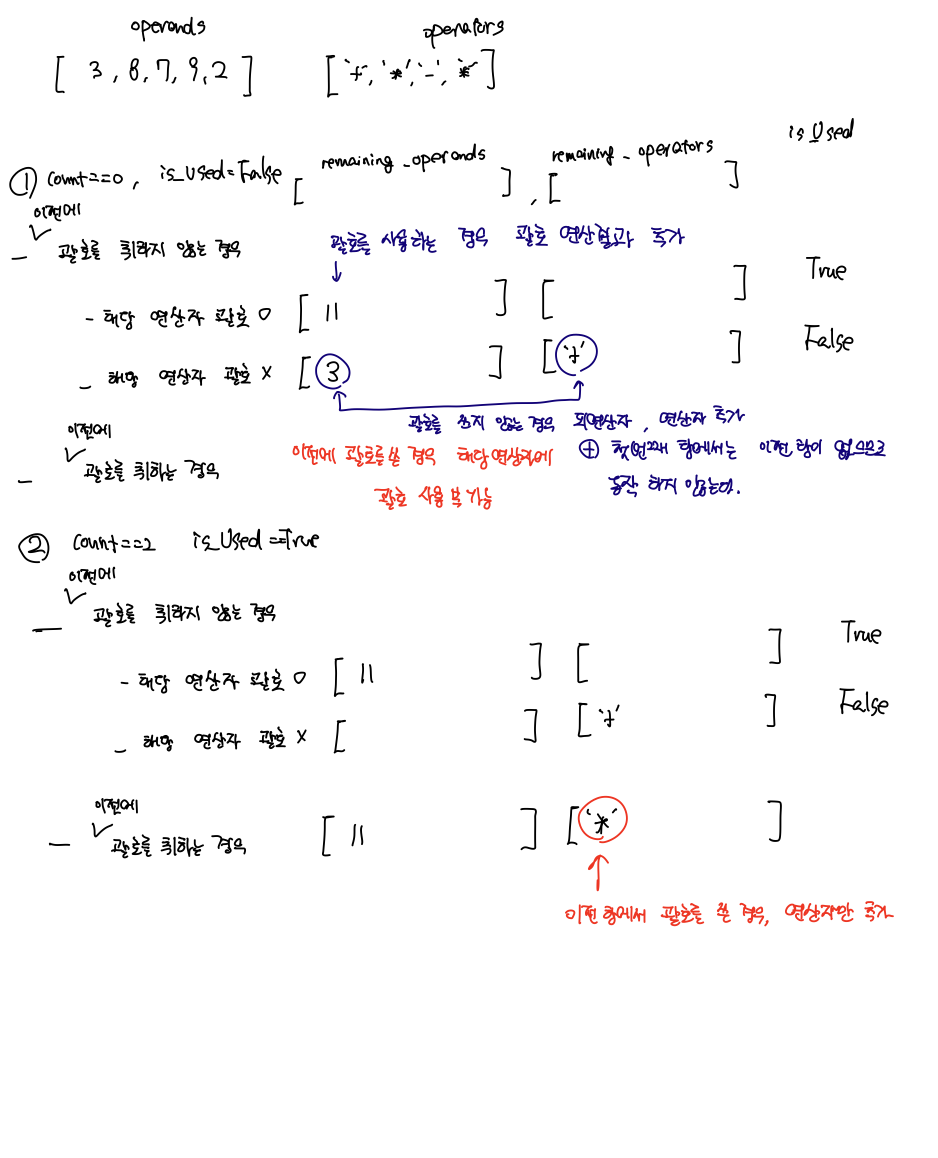 operands operators
[ 3, 8, 7, 9, 2 ] [ '+', '*', '-', '*' ]
is_Used
① count==0, is_used=False [ remaining_operands ] , [ remaining_operators ]
이전에
- 괄호를 취하지 않는 경우 괄호를 사용하는 경우 괄호 연산결과 추가
- 해당 연산자 괄호 O [ 11 ] [ ] True
- 해당 연산자 괄호 X [ 3 ] [ '+' ] False
괄호를 쓰지 않는 경우 피연산자, 연산자 추가
이전에
- 괄호를 취하는 경우 이전에 괄호를 쓴 경우 해당연산자에 ⊕ 첫번째 항에서는 이전 항이 없으므로
괄호 사용 불가능 동작 하지 않는다.
② count==2 is_Used==True
이전에
- 괄호를 취하지 않는 경우
- 해당 연산자 괄호 O [ 11 ] [ ] True
- 해당 연산자 괄호 X [ ] [ '+' ] False
이전에
- 괄호를 취하는 경우 [ 11 ] [ '*' ]
이전 항에서 괄호를 쓴 경우, 연산자만 추가